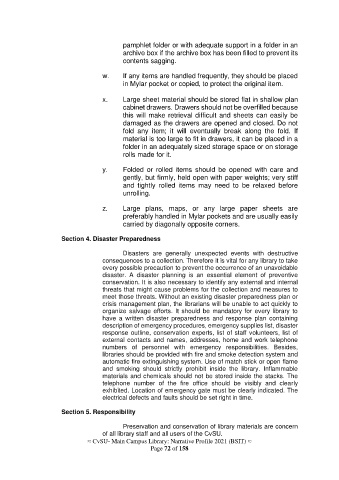 pamphlet folder or with adequate support in a folder in an
archive box if the archive box has been filled to prevent its
contents sagging.
w. If any items are handled frequently, they should be placed
in Mylar pocket or copied, to protect the original item.
x. Large sheet material should be stored flat in shallow plan
cabinet drawers. Drawers should not be overfilled because
this will make retrieval difficult and sheets can easily be
damaged as the drawers are opened and closed. Do not
fold any item; it will eventually break along the fold. If
material is too large to fit in drawers, it can be placed in a
folder in an adequately sized storage space or on storage
rolls made for it.
y. Folded or rolled items should be opened with care and
gently, but firmly, held open with paper weights; very stiff
and tightly rolled items may need to be relaxed before
unrolling.
z. Large plans, maps, or any large paper sheets are
preferably handled in Mylar pockets and are usually easily
carried by diagonally opposite corners.
Section 4. Disaster Preparedness
Disasters are generally unexpected events with destructive
consequences to a collection. Therefore it is vital for any library to take
every possible precaution to prevent the occurrence of an unavoidable
disaster. A disaster planning is an essential element of preventive
conservation. It is also necessary to identify any external and internal
threats that might cause problems for the collection and measures to
meet those threats. Without an existing disaster preparedness plan or
crisis management plan, the librarians will be unable to act quickly to
organize salvage efforts. It should be mandatory for every library to
have a written disaster preparedness and response plan containing
description of emergency procedures, emergency supplies list, disaster
response outline, conservation experts, list of staff volunteers, list of
external contacts and names, addresses, home and work telephone
numbers of personnel with emergency responsibilities. Besides,
libraries should be provided with fire and smoke detection system and
automatic fire extinguishing system. Use of match stick or open flame
and smoking should strictly prohibit inside the library. Inflammable
materials and chemicals should not be stored inside the stacks. The
telephone number of the fire office should be visibly and clearly
exhibited. Location of emergency gate must be clearly indicated. The
electrical defects and faults should be set right in time.
Section 5. Responsibility
Preservation and conservation of library materials are concern
of all library staff and all users of the CvSU.
≈ CvSU- Main Campus Library: Narrative Profile 2021 (BSIT) ≈
Page 72 of 158